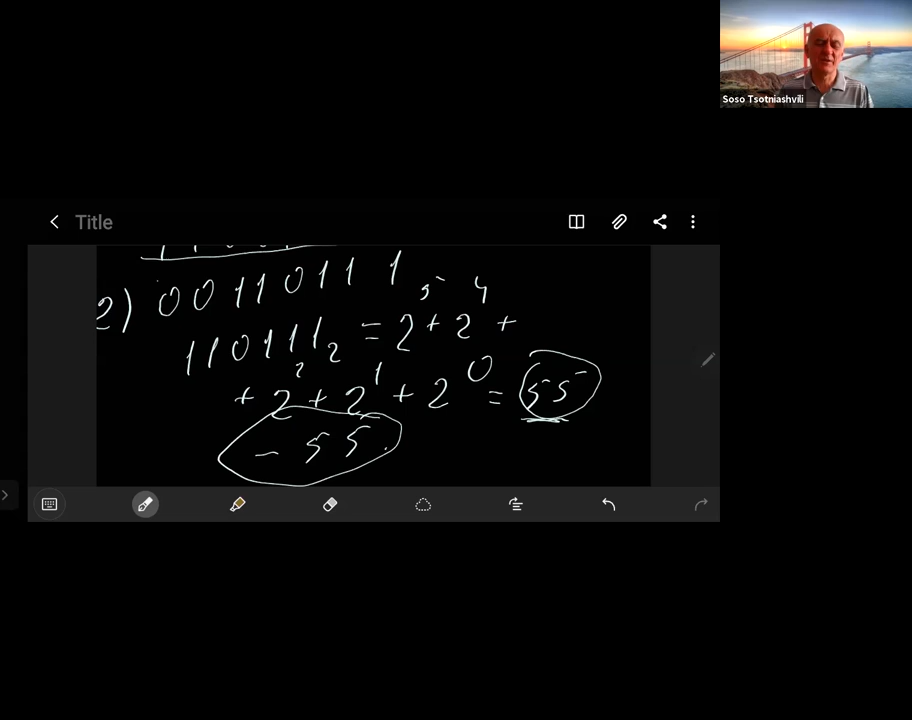 Soso Tsotniashvili
Title
2) 00110111
110111₂ = 2⁵ + 2⁴ +
+ 2² + 2¹ + 2⁰ = 55
- 55.